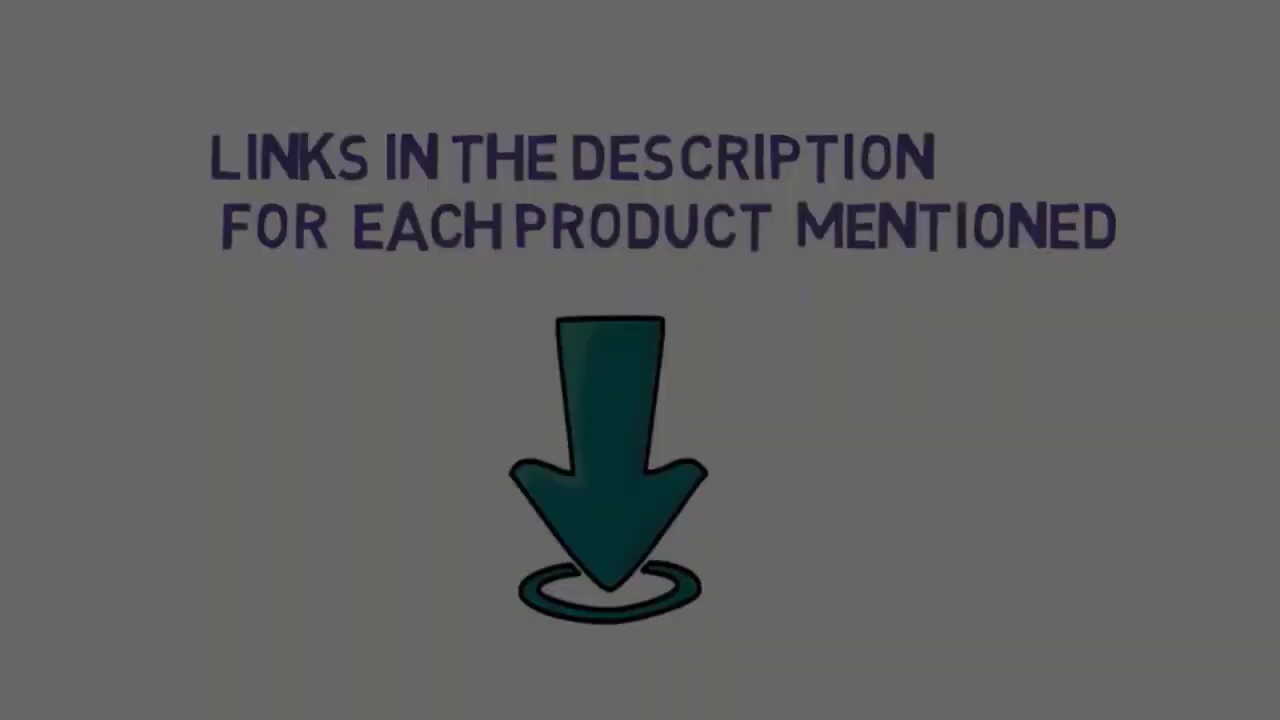 LINKS IN THE DESCRIPTION
FOR EACH PRODUCT MENTIONED